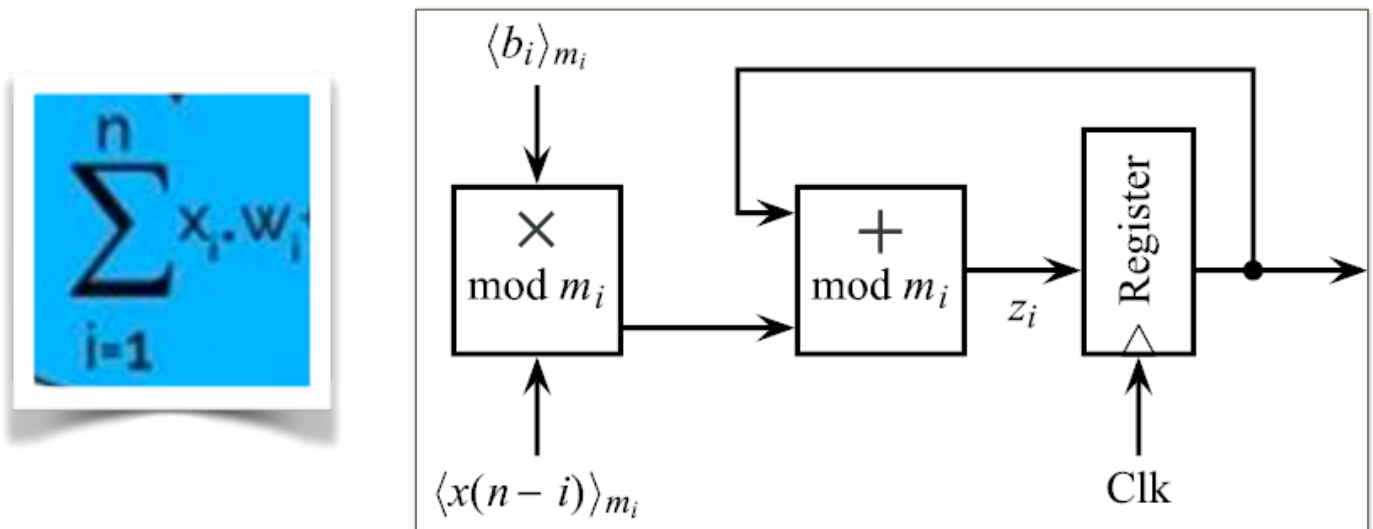 n
∑ xᵢ. wᵢ
i=1
⟨bᵢ⟩ₘᵢ
×
mod mᵢ
+
mod mᵢ
zᵢ
Register
⟨x(n − i)⟩ₘᵢ
Clk